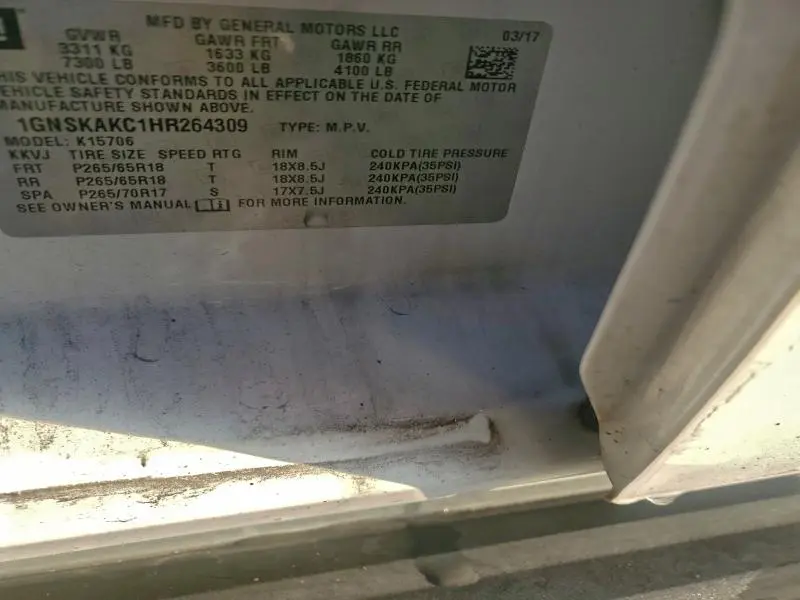 MFD BY GENERAL MOTORS LLC 03/17
GVWR GAWR FRT GAWR RR
3311 KG 1633 KG 1860 KG
7300 LB 3600 LB 4100 LB
HIS VEHICLE CONFORMS TO ALL APPLICABLE U.S. FEDERAL MOTOR
VEHICLE SAFETY STANDARDS IN EFFECT ON THE DATE OF
MANUFACTURE SHOWN ABOVE.
1GNSKAKC1HR264309 TYPE: M.P.V.
MODEL: K15706
KKVJ TIRE SIZE SPEED RTG RIM COLD TIRE PRESSURE
FRT P265/65R18 T 18X8.5J 240KPA(35PSI)
RR P265/65R18 T 18X8.5J 240KPA(35PSI)
SPA P265/70R17 S 17X7.5J 240KPA(35PSI)
SEE OWNER'S MANUAL FOR MORE INFORMATION.